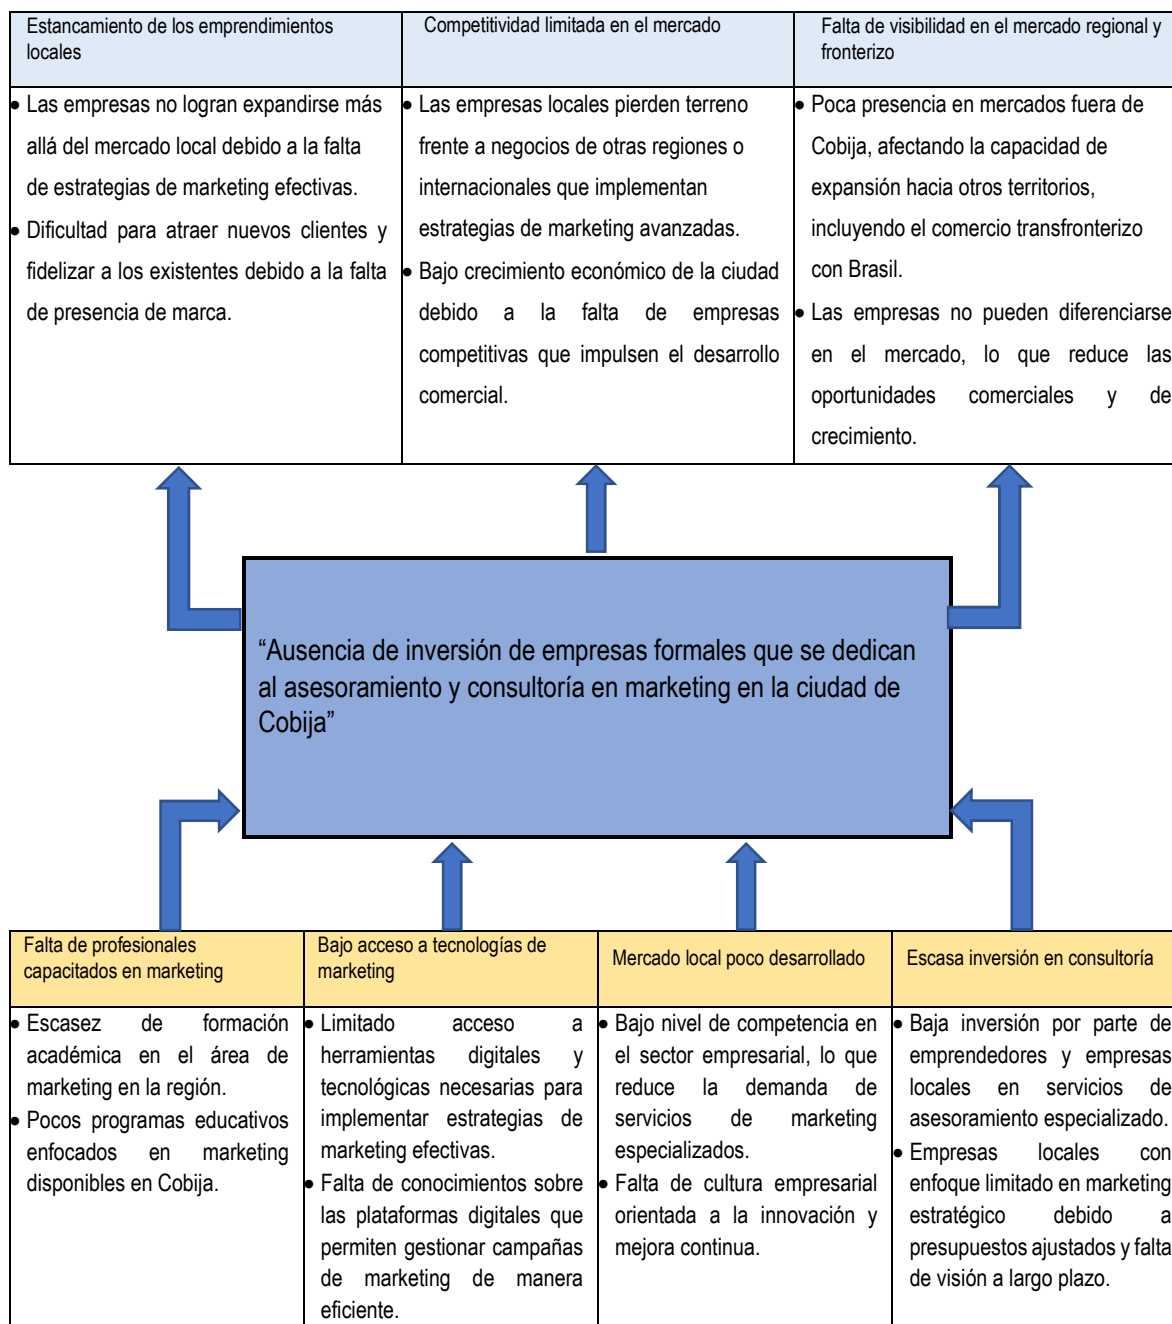 Estancamiento de los emprendimientos
locales
Competitividad limitada en el mercado
Falta de visibilidad en el mercado regional y
fronterizo
• Las empresas no logran expandirse más
allá del mercado local debido a la falta
de estrategias de marketing efectivas.
• Dificultad para atraer nuevos clientes y
fidelizar a los existentes debido a la falta
de presencia de marca.
• Las empresas locales pierden terreno
frente a negocios de otras regiones o
internacionales que implementan
estrategias de marketing avanzadas.
• Bajo crecimiento económico de la ciudad
debido a la falta de empresas
competitivas que impulsen el desarrollo
comercial.
• Poca presencia en mercados fuera de
Cobija, afectando la capacidad de
expansión hacia otros territorios,
incluyendo el comercio transfronterizo
con Brasil.
• Las empresas no pueden diferenciarse
en el mercado, lo que reduce las
oportunidades comerciales y de
crecimiento.
“Ausencia de inversión de empresas formales que se dedican
al asesoramiento y consultoría en marketing en la ciudad de
Cobija”
Falta de profesionales
capacitados en marketing
Bajo acceso a tecnologías de
marketing
Mercado local poco desarrollado
Escasa inversión en consultoría
• Escasez de formación
académica en el área de
marketing en la región.
• Pocos programas educativos
enfocados en marketing
disponibles en Cobija.
• Limitado acceso a
herramientas digitales y
tecnológicas necesarias para
implementar estrategias de
marketing efectivas.
• Falta de conocimientos sobre
las plataformas digitales que
permiten gestionar campañas
de marketing de manera
eficiente.
• Bajo nivel de competencia en
el sector empresarial, lo que
reduce la demanda de
servicios de marketing
especializados.
• Falta de cultura empresarial
orientada a la innovación y
mejora continua.
• Baja inversión por parte de
emprendedores y empresas
locales en servicios de
asesoramiento especializado.
• Empresas locales con
enfoque limitado en marketing
estratégico debido a
presupuestos ajustados y falta
de visión a largo plazo.